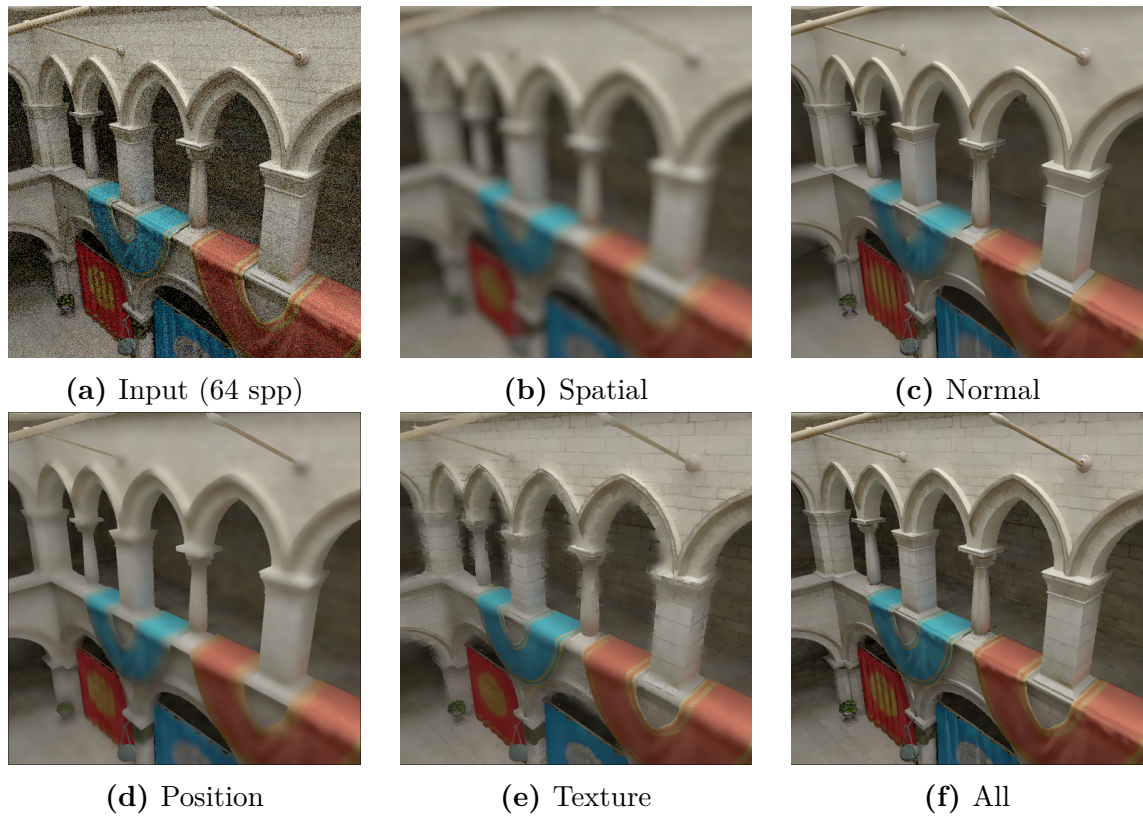 (a) Input (64 spp)
(b) Spatial
(c) Normal
(d) Position
(e) Texture
(f) All